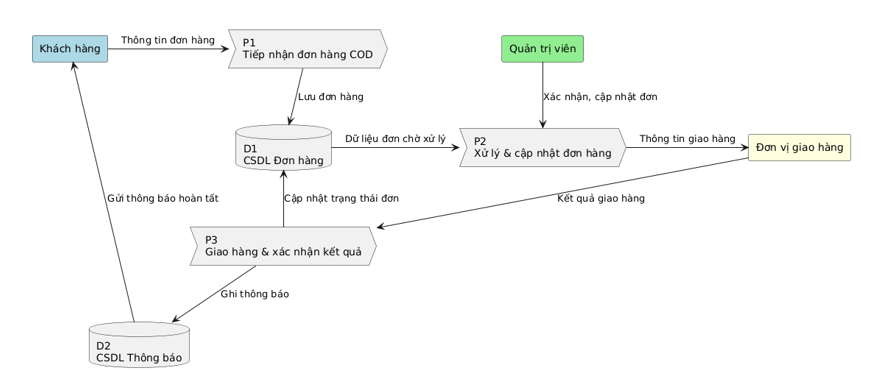 Khách hàng
Thông tin đơn hàng
P1
Tiếp nhận đơn hàng COD
Quản trị viên
Lưu đơn hàng
Xác nhận, cập nhật đơn
D1
CSDL Đơn hàng
Dữ liệu đơn chờ xử lý
P2
Xử lý & cập nhật đơn hàng
Thông tin giao hàng
Đơn vị giao hàng
Gửi thông báo hoàn tất
Cập nhật trạng thái đơn
Kết quả giao hàng
P3
Giao hàng & xác nhận kết quả
Ghi thông báo
D2
CSDL Thông báo